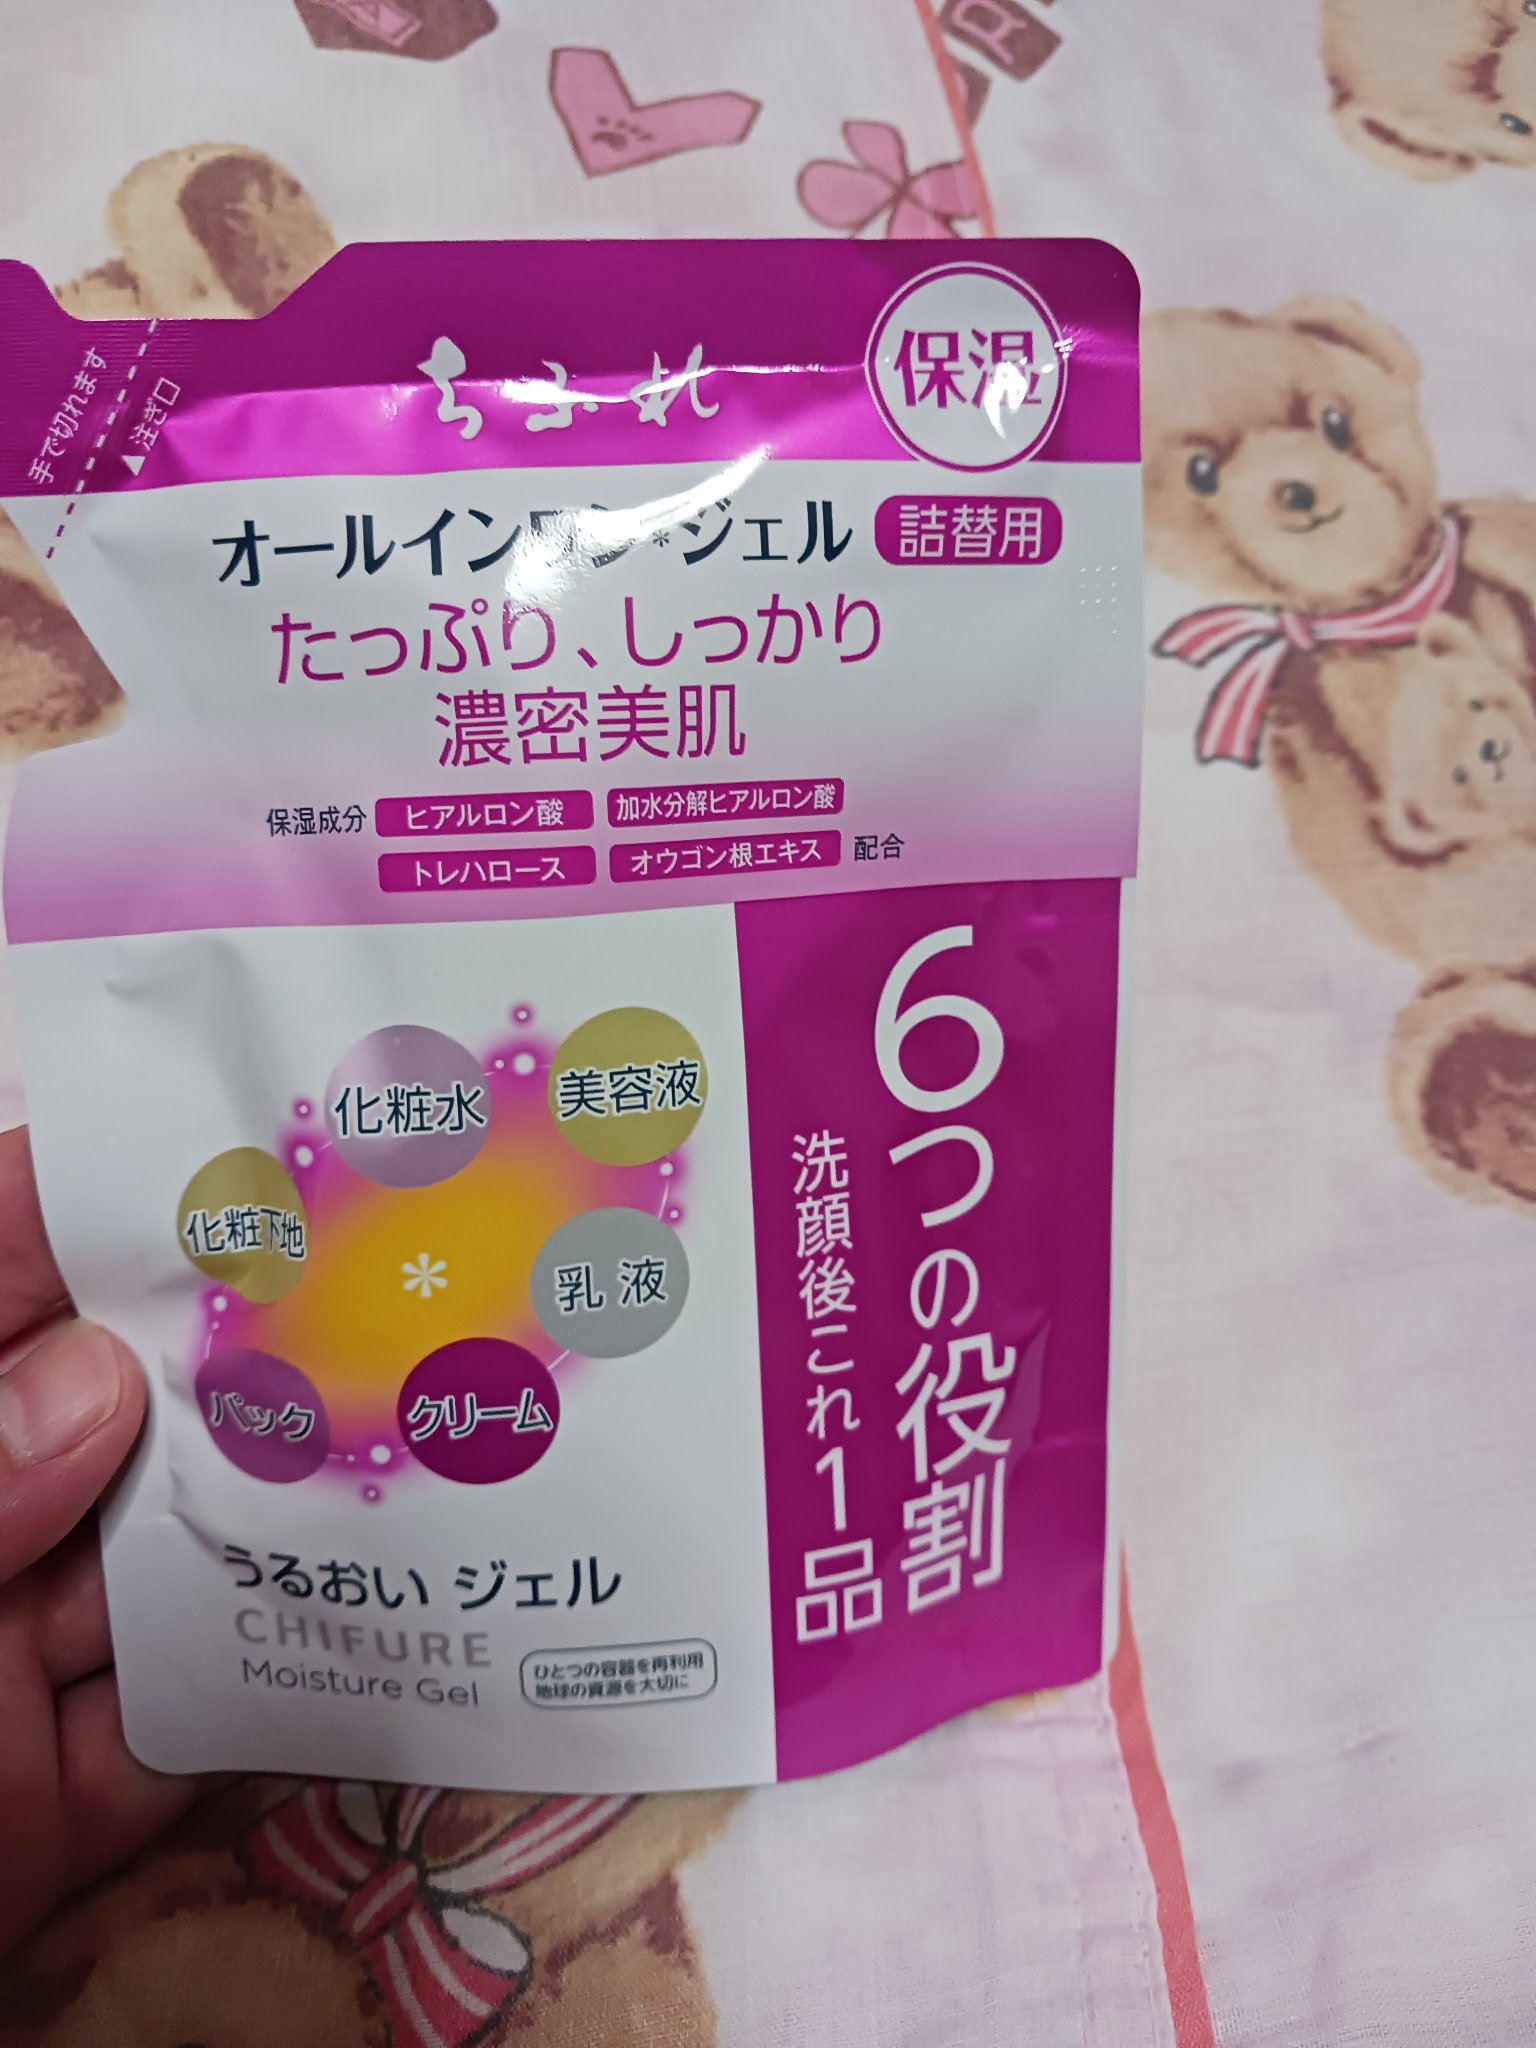 手で切れます
▲注ぎ口
ちふれ
保湿
オールインワン*ジェル 詰替用
たっぷり、しっかり
濃密美肌
保湿成分 ヒアルロン酸 加水分解ヒアルロン酸
トレハロース オウゴン根エキス 配合
6つの役割
洗顔後これ1品
化粧水
美容液
化粧下地
*
乳液
パック
クリーム
うるおい ジェル
CHIFURE
Moisture Gel
ひとつの容器を再利用
地球の資源を大切に